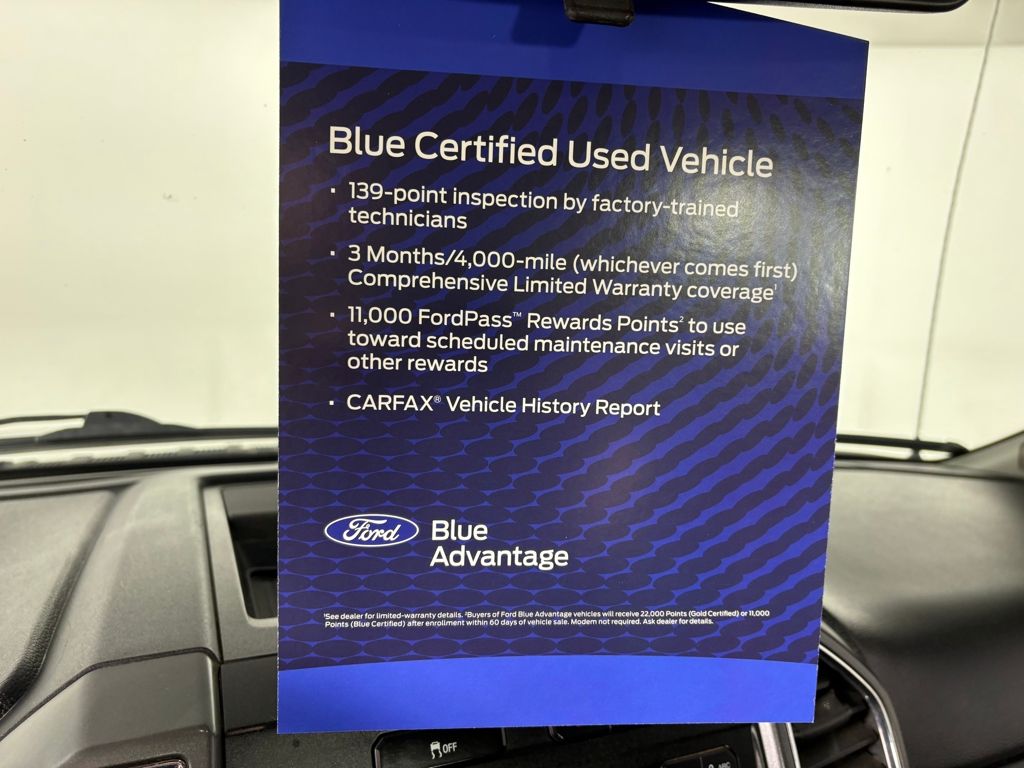 Blue Certified Used Vehicle
· 139-point inspection by factory-trained
technicians
· 3 Months/4,000-mile (whichever comes first)
Comprehensive Limited Warranty coverage¹
· 11,000 FordPass™ Rewards Points² to use
toward scheduled maintenance visits or
other rewards
· CARFAX® Vehicle History Report
Ford
Blue
Advantage
¹See dealer for limited-warranty details. ²Buyers of Ford Blue Advantage vehicles will receive 22,000 Points (Gold Certified) or 11,000
Points (Blue Certified) after enrollment within 60 days of vehicle sale. Modem not required. Ask dealer for details.
OFF